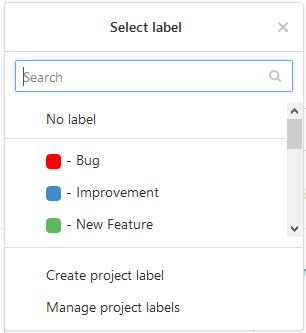 Select label
Search
No label
- Bug
- Improvement
- New Feature
Create project label
Manage project labels